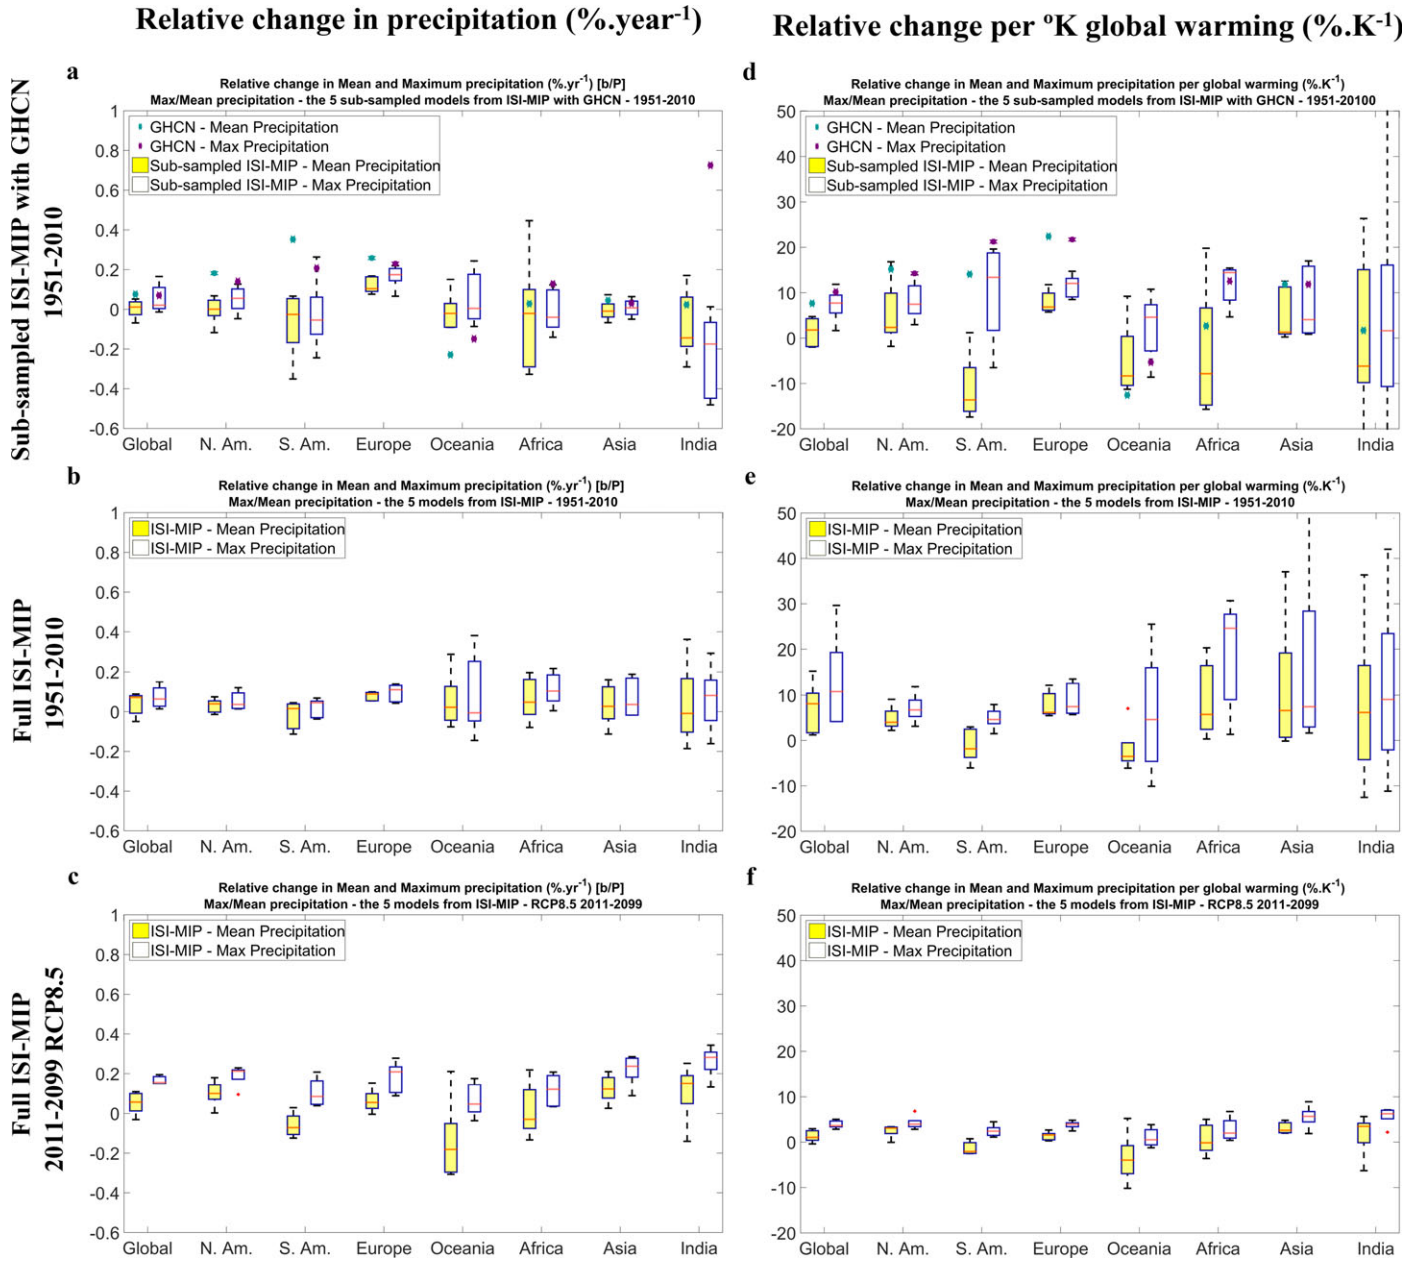 Relative change in precipitation (%.year⁻¹)
Relative change per °K global warming (%.K⁻¹)
Sub-sampled ISI-MIP with GHCN
1951-2010
a
Relative change in Mean and Maximum precipitation (%.yr⁻¹) [b/P]
Max/Mean precipitation - the 5 sub-sampled models from ISI-MIP with GHCN - 1951-2010
GHCN - Mean Precipitation
GHCN - Max Precipitation
Sub-sampled ISI-MIP - Mean Precipitation
Sub-sampled ISI-MIP - Max Precipitation
1
0.8
0.6
0.4
0.2
0
-0.2
-0.4
-0.6
Global N. Am. S. Am. Europe Oceania Africa Asia India
d
Relative change in Mean and Maximum precipitation per global warming (%.K⁻¹)
Max/Mean precipitation - the 5 sub-sampled models from ISI-MIP with GHCN - 1951-20100
GHCN - Mean Precipitation
GHCN - Max Precipitation
Sub-sampled ISI-MIP - Mean Precipitation
Sub-sampled ISI-MIP - Max Precipitation
50
40
30
20
10
0
-10
-20
Global N. Am. S. Am. Europe Oceania Africa Asia India
Full ISI-MIP
1951-2010
b
Relative change in Mean and Maximum precipitation (%.yr⁻¹) [b/P]
Max/Mean precipitation - the 5 models from ISI-MIP - 1951-2010
ISI-MIP - Mean Precipitation
ISI-MIP - Max Precipitation
1
0.8
0.6
0.4
0.2
0
-0.2
-0.4
-0.6
Global N. Am. S. Am. Europe Oceania Africa Asia India
e
Relative change in Mean and Maximum precipitation per global warming (%.K⁻¹)
Max/Mean precipitation - the 5 models from ISI-MIP - 1951-2010
ISI-MIP - Mean Precipitation
ISI-MIP - Max Precipitation
50
40
30
20
10
0
-10
-20
Global N. Am. S. Am. Europe Oceania Africa Asia India
Full ISI-MIP
2011-2099 RCP8.5
c
Relative change in Mean and Maximum precipitation (%.yr⁻¹) [b/P]
Max/Mean precipitation - the 5 models from ISI-MIP - RCP8.5 2011-2099
ISI-MIP - Mean Precipitation
ISI-MIP - Max Precipitation
1
0.8
0.6
0.4
0.2
0
-0.2
-0.4
-0.6
Global N. Am. S. Am. Europe Oceania Africa Asia India
f
Relative change in Mean and Maximum precipitation per global warming (%.K⁻¹)
Max/Mean precipitation - the 5 models from ISI-MIP - RCP8.5 2011-2099
ISI-MIP - Mean Precipitation
ISI-MIP - Max Precipitation
50
40
30
20
10
0
-10
-20
Global N. Am. S. Am. Europe Oceania Africa Asia India